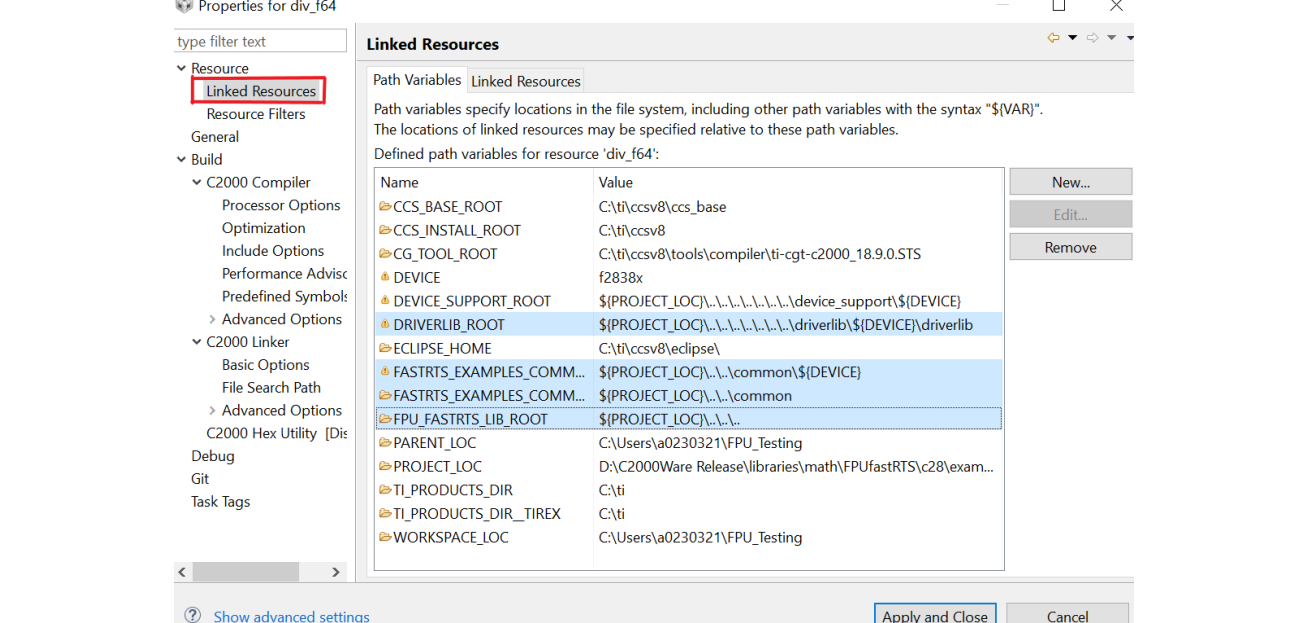 Properties for div_f64
type filter text
Resource
Linked Resources
Resource Filters
General
Build
C2000 Compiler
Processor Options
Optimization
Include Options
Performance Adviso
Predefined Symbols
Advanced Options
C2000 Linker
Basic Options
File Search Path
Advanced Options
C2000 Hex Utility [Dis
Debug
Git
Task Tags
Linked Resources
Path Variables Linked Resources
Path variables specify locations in the file system, including other path variables with the syntax "${VAR}".
The locations of linked resources may be specified relative to these path variables.
Defined path variables for resource 'div_f64':
Name Value
CCS_BASE_ROOT C:\ti\ccsv8\ccs_base
CCS_INSTALL_ROOT C:\ti\ccsv8
CG_TOOL_ROOT C:\ti\ccsv8\tools\compiler\ti-cgt-c2000_18.9.0.STS
DEVICE f2838x
DEVICE_SUPPORT_ROOT ${PROJECT_LOC}\..\..\..\..\..\..\..\device_support\${DEVICE}
DRIVERLIB_ROOT ${PROJECT_LOC}\..\..\..\..\..\..\..\driverlib\${DEVICE}\driverlib
ECLIPSE_HOME C:\ti\ccsv8\eclipse\
FASTRTS_EXAMPLES_COMM... ${PROJECT_LOC}\..\..\common\${DEVICE}
FASTRTS_EXAMPLES_COMM... ${PROJECT_LOC}\..\..\common
FPU_FASTRTS_LIB_ROOT ${PROJECT_LOC}\..\..\..
PARENT_LOC C:\Users\a0230321\FPU_Testing
PROJECT_LOC D:\C2000Ware Release\libraries\math\FPUfastRTS\c28\exam...
TI_PRODUCTS_DIR C:\ti
TI_PRODUCTS_DIR__TIREX C:\ti
WORKSPACE_LOC C:\Users\a0230321\FPU_Testing
New...
Edit...
Remove
Show advanced settings
Apply and Close
Cancel